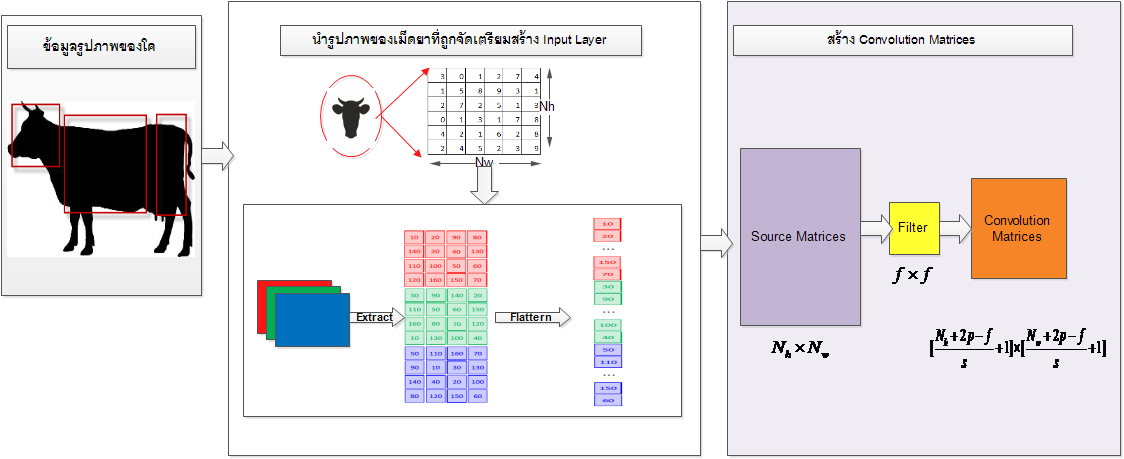 ข้อมูลรูปภาพของโค
นำรูปภาพของเม็ดยาที่ถูกจัดเตรียมสร้าง Input Layer
3 0 1 2 7 4
1 5 8 9 3 1
2 7 2 5 1 3
0 1 3 1 7 8
4 2 1 6 2 8
2 4 5 2 3 9
Nh
Nw
Extract
10 20 90 80
140 30 40 130
110 100 50 60
120 160 150 70
30 90 140 20
110 50 60 150
160 80 70 120
10 130 100 40
50 110 160 70
90 10 30 130
140 40 20 100
80 120 150 60
Flattern
10
20
...
150
70
30
90
...
100
40
50
110
...
150
60
สร้าง Convolution Matrices
Source Matrices
Filter
Convolution
Matrices
f × f
N_h × N_w
[(N_h+2p-f)/s+1]×[(N_w+2p-f)/s+1]